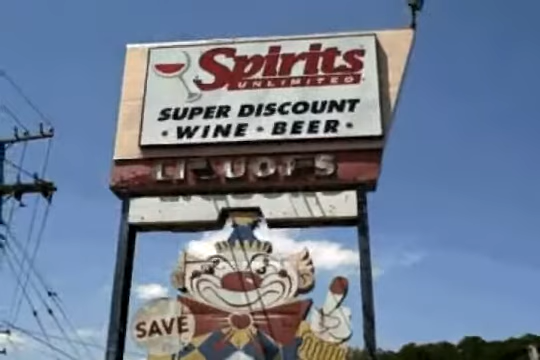 Spirits
UNLIMITED
SUPER DISCOUNT
• WINE • BEER •
LIQUORS
SAVE